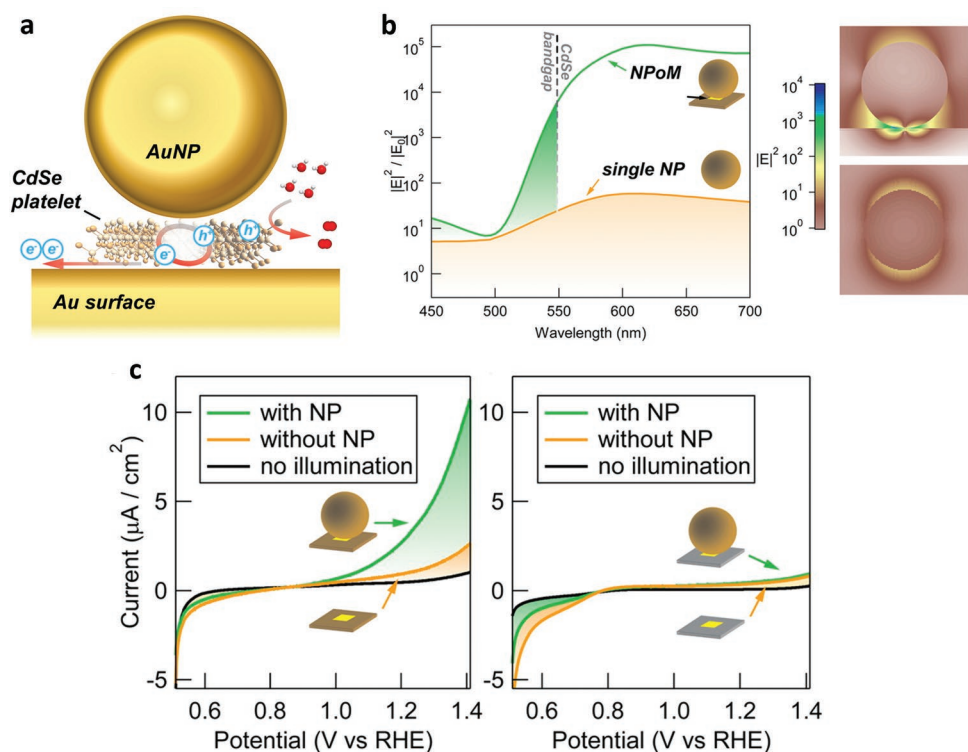 a
AuNP
CdSe
platelet
e-
e-
e-
h+
h+
Au surface
b
|E|² / |E₀|²
10⁵
10⁴
10³
10²
10¹
10⁰
CdSe
bandgap
NPoM
single NP
450
500
550
600
650
700
Wavelength (nm)
|E|²
10⁴
10³
10²
10¹
10⁰
c
Current (μA / cm²)
10
5
0
-5
with NP
without NP
no illumination
0.6
0.8
1.0
1.2
1.4
Potential (V vs RHE)
10
5
0
-5
with NP
without NP
no illumination
0.6
0.8
1.0
1.2
1.4
Potential (V vs RHE)